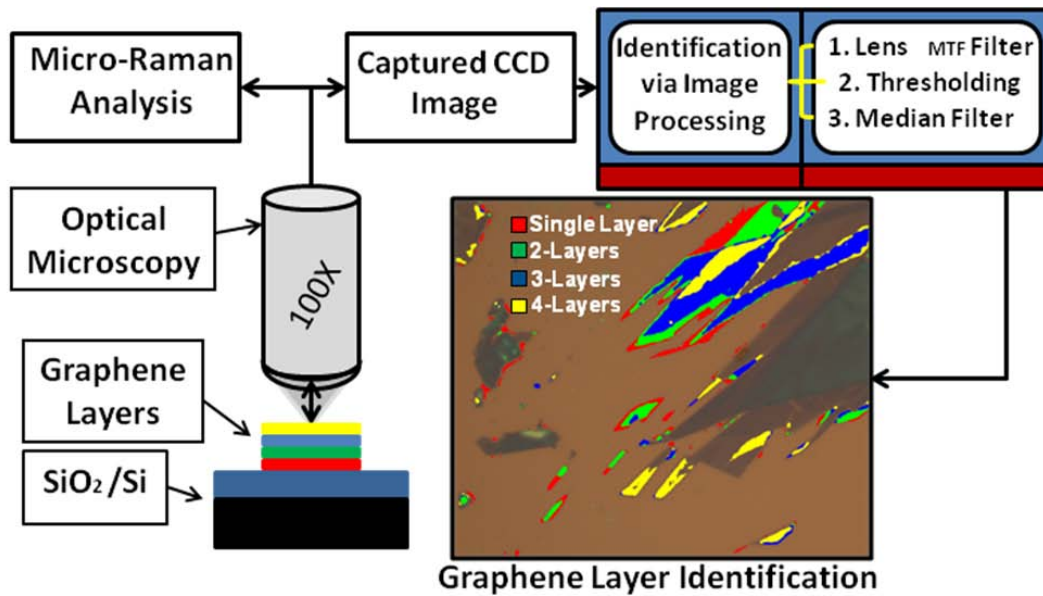 Micro-Raman
Analysis
Captured CCD
Image
Identification
via Image
Processing
1. Lens MTF Filter
2. Thresholding
3. Median Filter
Optical
Microscopy
100X
Graphene
Layers
SiO₂/Si
Single Layer
2-Layers
3-Layers
4-Layers
Graphene Layer Identification